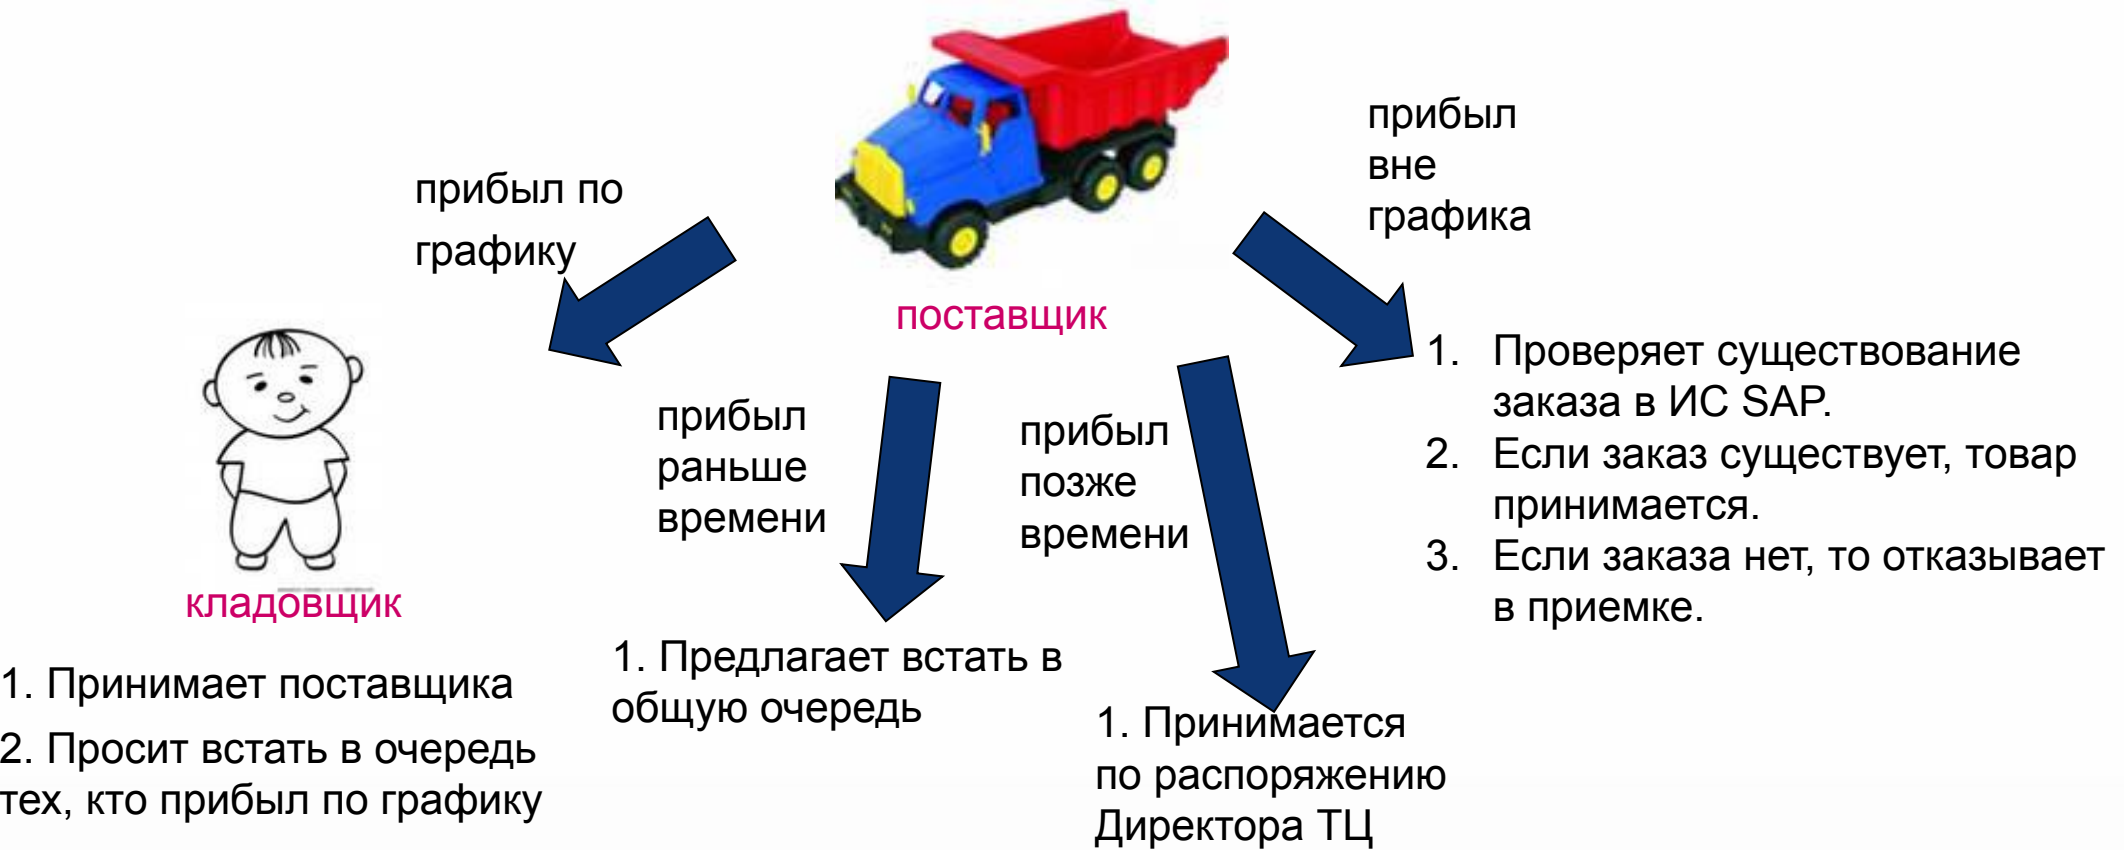 прибыл по
графику
поставщик
прибыл
вне
графика
кладовщик
1. Принимает поставщика
2. Просит встать в очередь
тех, кто прибыл по графику
прибыл
раньше
времени
1. Предлагает встать в
общую очередь
прибыл
позже
времени
1. Принимается
по распоряжению
Директора ТЦ
1. Проверяет существование
заказа в ИС SAP.
2. Если заказ существует, товар
принимается.
3. Если заказа нет, то отказывает
в приемке.